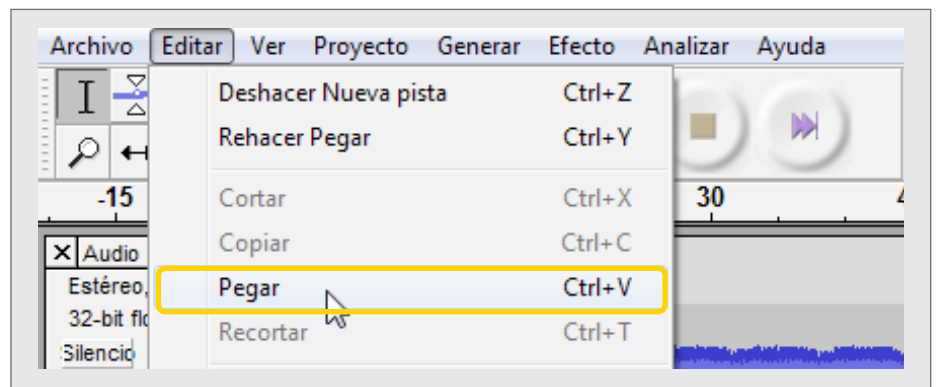 Archivo Editar Ver Proyecto Generar Efecto Analizar Ayuda
Deshacer Nueva pista Ctrl+Z
Rehacer Pegar Ctrl+Y
-15 30
Cortar Ctrl+X
Copiar Ctrl+C
X Audio
Estéreo,
Pegar Ctrl+V
32-bit
Recortar Ctrl+T
Silencio